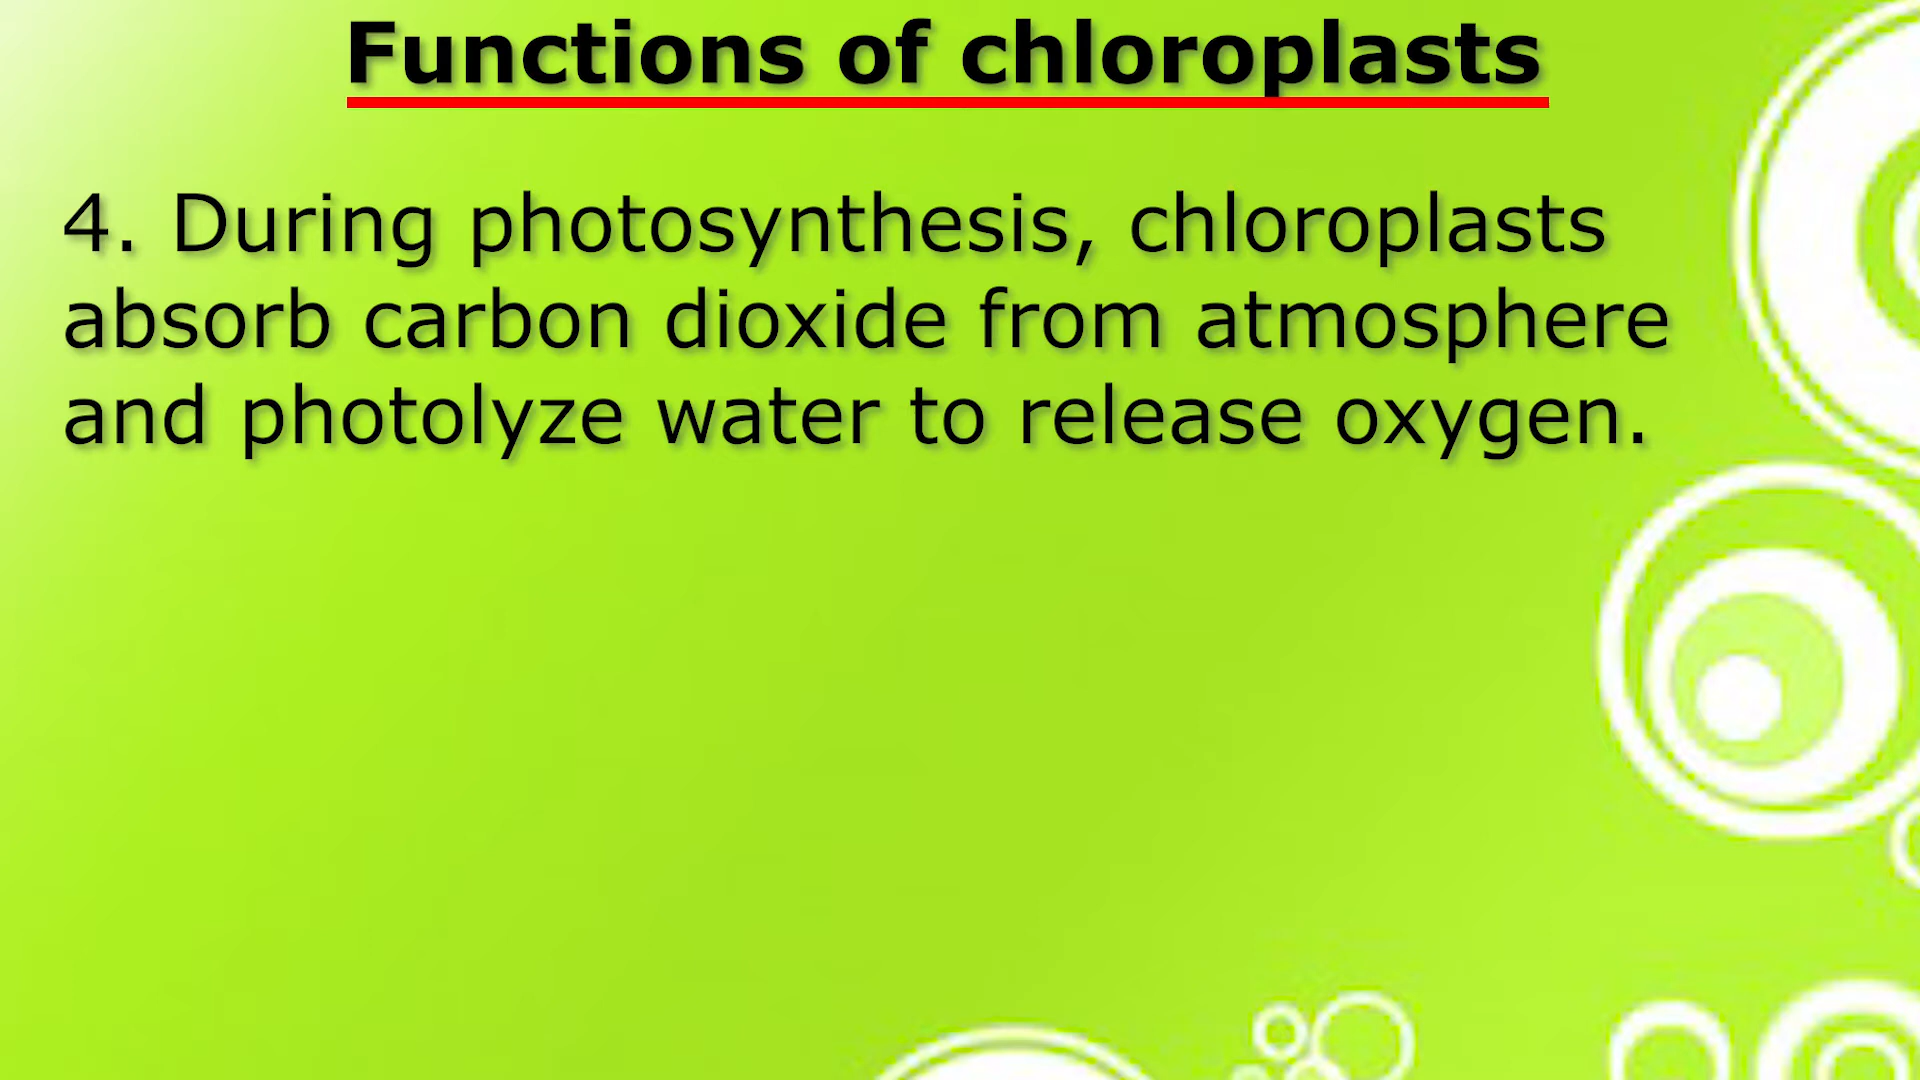 Functions of chloroplasts
4. During photosynthesis, chloroplasts
absorb carbon dioxide from atmosphere
and photolyze water to release oxygen.